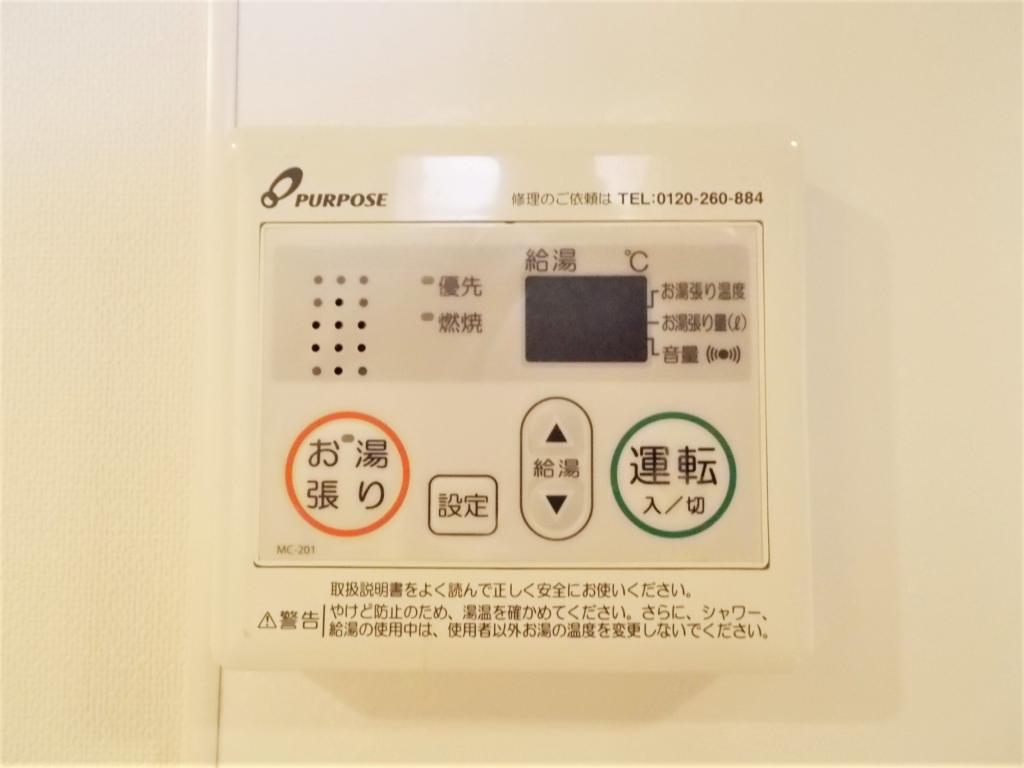 PURPOSE
修理のご依頼は TEL:0120-260-884
給湯 ℃
優先
燃焼
お湯張り温度
お湯張り量(ℓ)
音量
お湯
張り
設定
▲
給湯
▼
運転
入/切
MC-201
取扱説明書をよく読んで正しく安全にお使いください。
⚠警告
やけど防止のため、湯温を確かめてください。さらに、シャワー、
給湯の使用中は、使用者以外お湯の温度を変更しないでください。